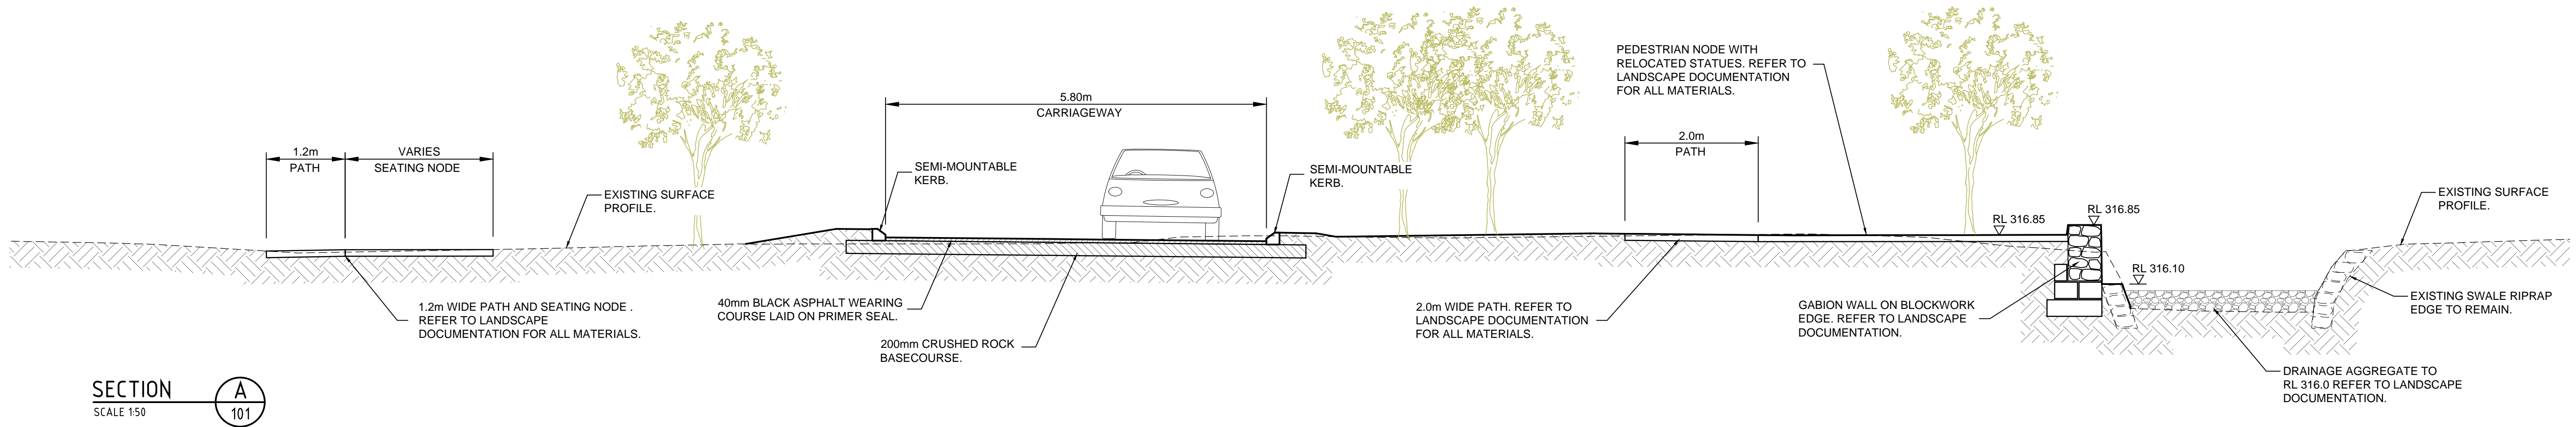 1.2m
PATH
VARIES
SEATING NODE
EXISTING SURFACE
PROFILE.
1.2m WIDE PATH AND SEATING NODE .
REFER TO LANDSCAPE
DOCUMENTATION FOR ALL MATERIALS.
5.80m
CARRIAGEWAY
SEMI-MOUNTABLE
KERB.
SEMI-MOUNTABLE
KERB.
40mm BLACK ASPHALT WEARING
COURSE LAID ON PRIMER SEAL.
200mm CRUSHED ROCK
BASECOURSE.
PEDESTRIAN NODE WITH
RELOCATED STATUES. REFER TO
LANDSCAPE DOCUMENTATION
FOR ALL MATERIALS.
2.0m
PATH
2.0m WIDE PATH. REFER TO
LANDSCAPE DOCUMENTATION
FOR ALL MATERIALS.
RL 316.85
RL 316.85
RL 316.10
GABION WALL ON BLOCKWORK
EDGE. REFER TO LANDSCAPE
DOCUMENTATION.
EXISTING SURFACE
PROFILE.
EXISTING SWALE RIPRAP
EDGE TO REMAIN.
DRAINAGE AGGREGATE TO
RL 316.0 REFER TO LANDSCAPE
DOCUMENTATION.
SECTION
SCALE 1:50
A
101